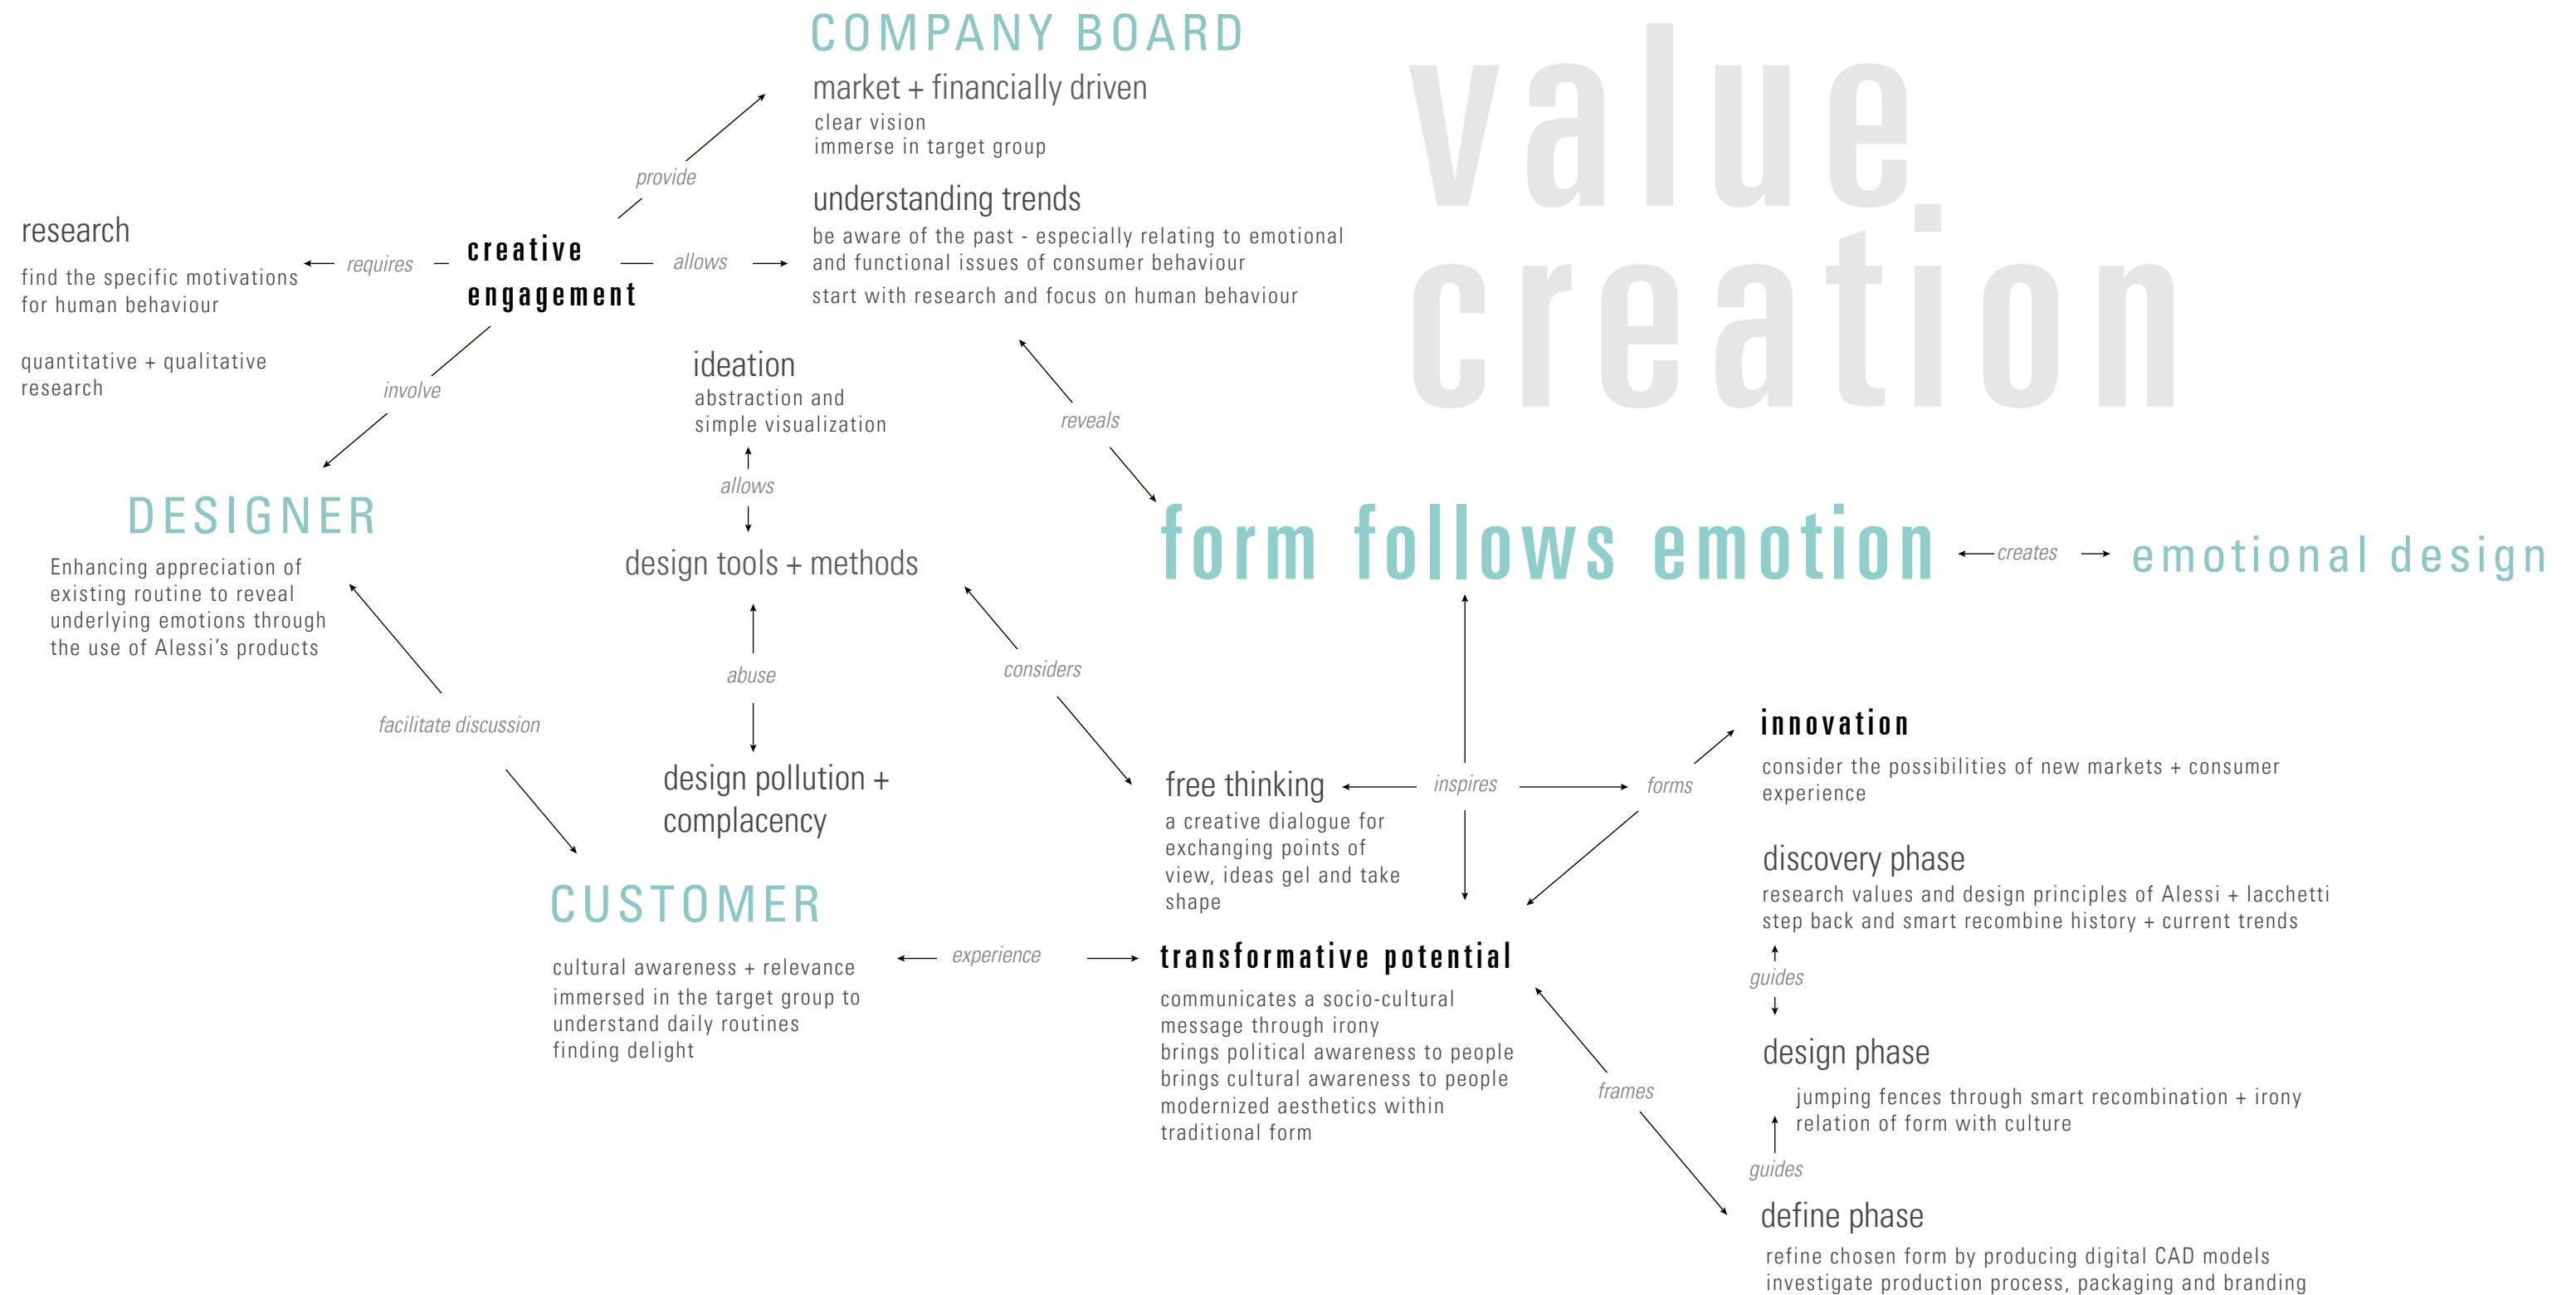 COMPANY BOARD
market + financially driven
clear vision
immerse in target group
understanding trends
be aware of the past - especially relating to emotional
and functional issues of consumer behaviour
start with research and focus on human behaviour
value
creation
provide
research
find the specific motivations
for human behaviour
quantitative + qualitative
research
requires
creative
engagement
allows
involve
ideation
abstraction and
simple visualization
allows
design tools + methods
abuse
design pollution +
complacency
reveals
DESIGNER
Enhancing appreciation of
existing routine to reveal
underlying emotions through
the use of Alessi's products
facilitate discussion
form follows emotion
creates
emotional design
considers
free thinking
a creative dialogue for
exchanging points of
view, ideas gel and take
shape
inspires
forms
innovation
consider the possibilities of new markets + consumer
experience
discovery phase
research values and design principles of Alessi + Iacchetti
step back and smart recombine history + current trends
guides
design phase
jumping fences through smart recombination + irony
relation of form with culture
guides
define phase
refine chosen form by producing digital CAD models
investigate production process, packaging and branding
CUSTOMER
cultural awareness + relevance
immersed in the target group to
understand daily routines
finding delight
experience
transformative potential
communicates a socio-cultural
message through irony
brings political awareness to people
brings cultural awareness to people
modernized aesthetics within
traditional form
frames